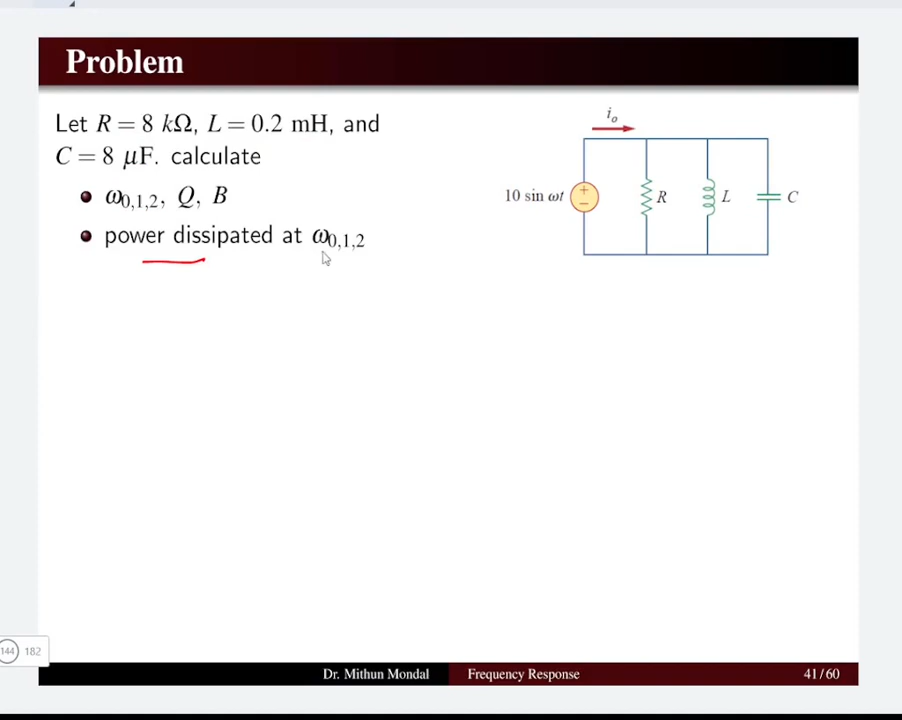 Problem
Let R = 8 kΩ, L = 0.2 mH, and
C = 8 μF. calculate
ω₀,₁,₂, Q, B
power dissipated at ω₀,₁,₂
iₒ
10 sin ωt
+
−
R
L
C
144 182
Dr. Mithun Mondal
Frequency Response
41/60